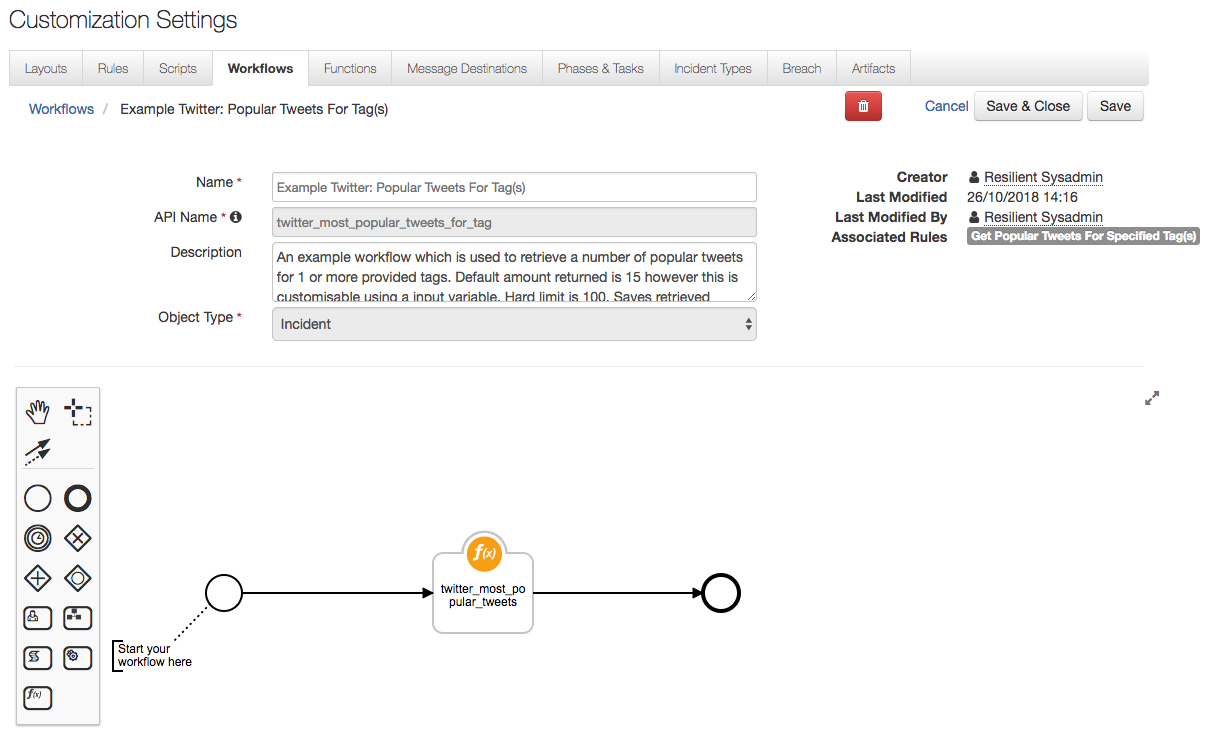 Customization Settings
Layouts Rules Scripts Workflows Functions Message Destinations Phases & Tasks Incident Types Breach Artifacts
Workflows / Example Twitter: Popular Tweets For Tag(s) Cancel Save & Close Save
Name * Example Twitter: Popular Tweets For Tag(s)
API Name * twitter_most_popular_tweets_for_tag
Description An example workflow which is used to retrieve a number of popular tweets
for 1 or more provided tags. Default amount returned is 15 however this is
customisable using a input variable. Hard limit is 100. Saves retrieved
Object Type * Incident
Creator Resilient Sysadmin
Last Modified 26/10/2018 14:16
Last Modified By Resilient Sysadmin
Associated Rules Get Popular Tweets For Specified Tag(s)
f(x)
twitter_most_po
pular_tweets
Start your
workflow here
f(x)